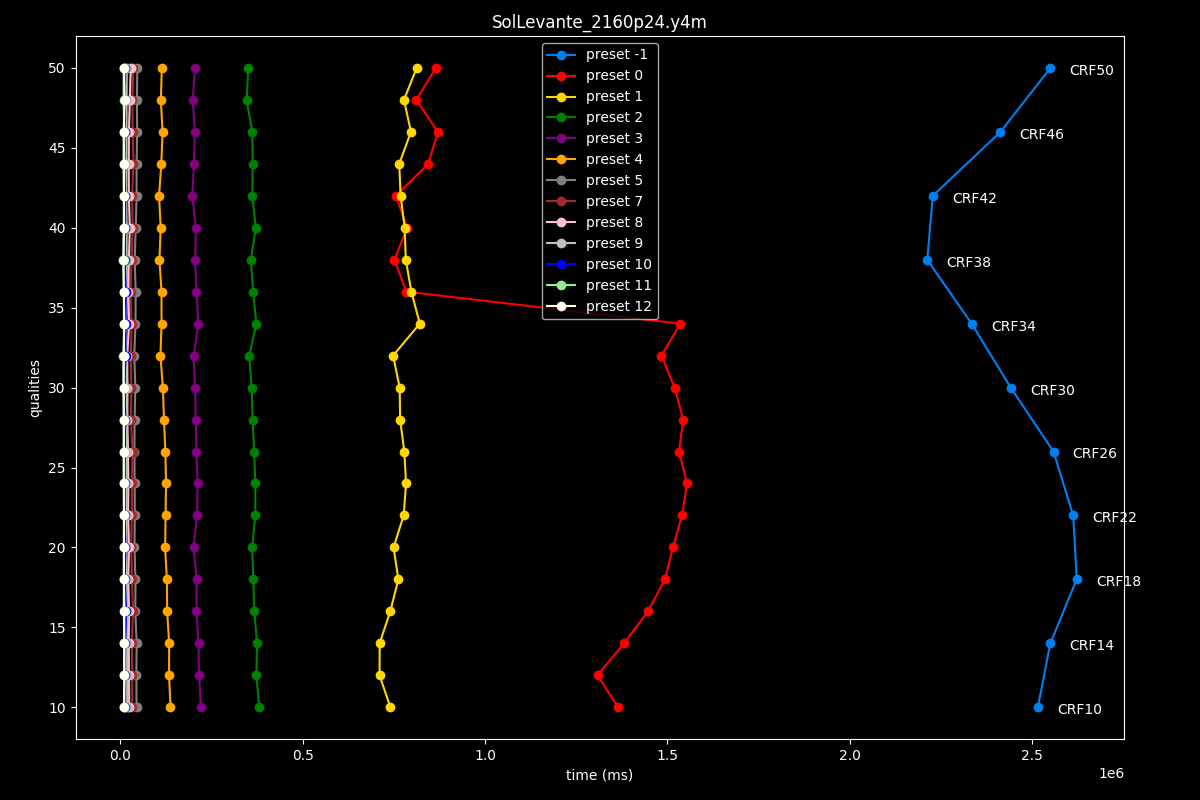 SolLevante_2160p24.y4m
preset -1
preset 0
preset 1
preset 2
preset 3
preset 4
preset 5
preset 7
preset 8
preset 9
preset 10
preset 11
preset 12
50
45
40
35
30
25
20
15
10
qualities
CRF50
CRF46
CRF42
CRF38
CRF34
CRF30
CRF26
CRF22
CRF18
CRF14
CRF10
0.0 0.5 1.0 1.5 2.0 2.5
1e6
time (ms)